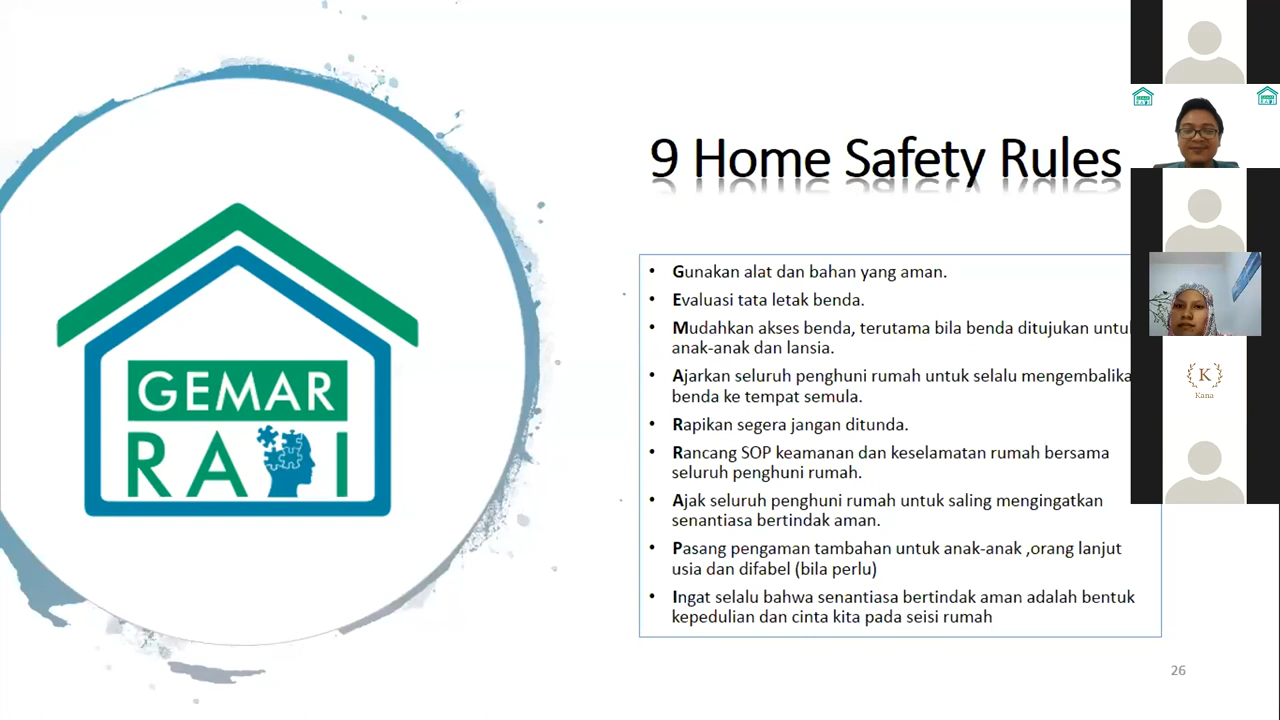 9 Home Safety Rules
GEMAR
RAPI
• Gunakan alat dan bahan yang aman.
• Evaluasi tata letak benda.
• Mudahkan akses benda, terutama bila benda ditujukan untuk
anak-anak dan lansia.
• Ajarkan seluruh penghuni rumah untuk selalu mengembalika
benda ke tempat semula.
• Rapikan segera jangan ditunda.
• Rancang SOP keamanan dan keselamatan rumah bersama
seluruh penghuni rumah.
• Ajak seluruh penghuni rumah untuk saling mengingatkan
senantiasa bertindak aman.
• Pasang pengaman tambahan untuk anak-anak ,orang lanjut
usia dan difabel (bila perlu)
• Ingat selalu bahwa senantiasa bertindak aman adalah bentuk
kepedulian dan cinta kita pada seisi rumah
26
K
Kana